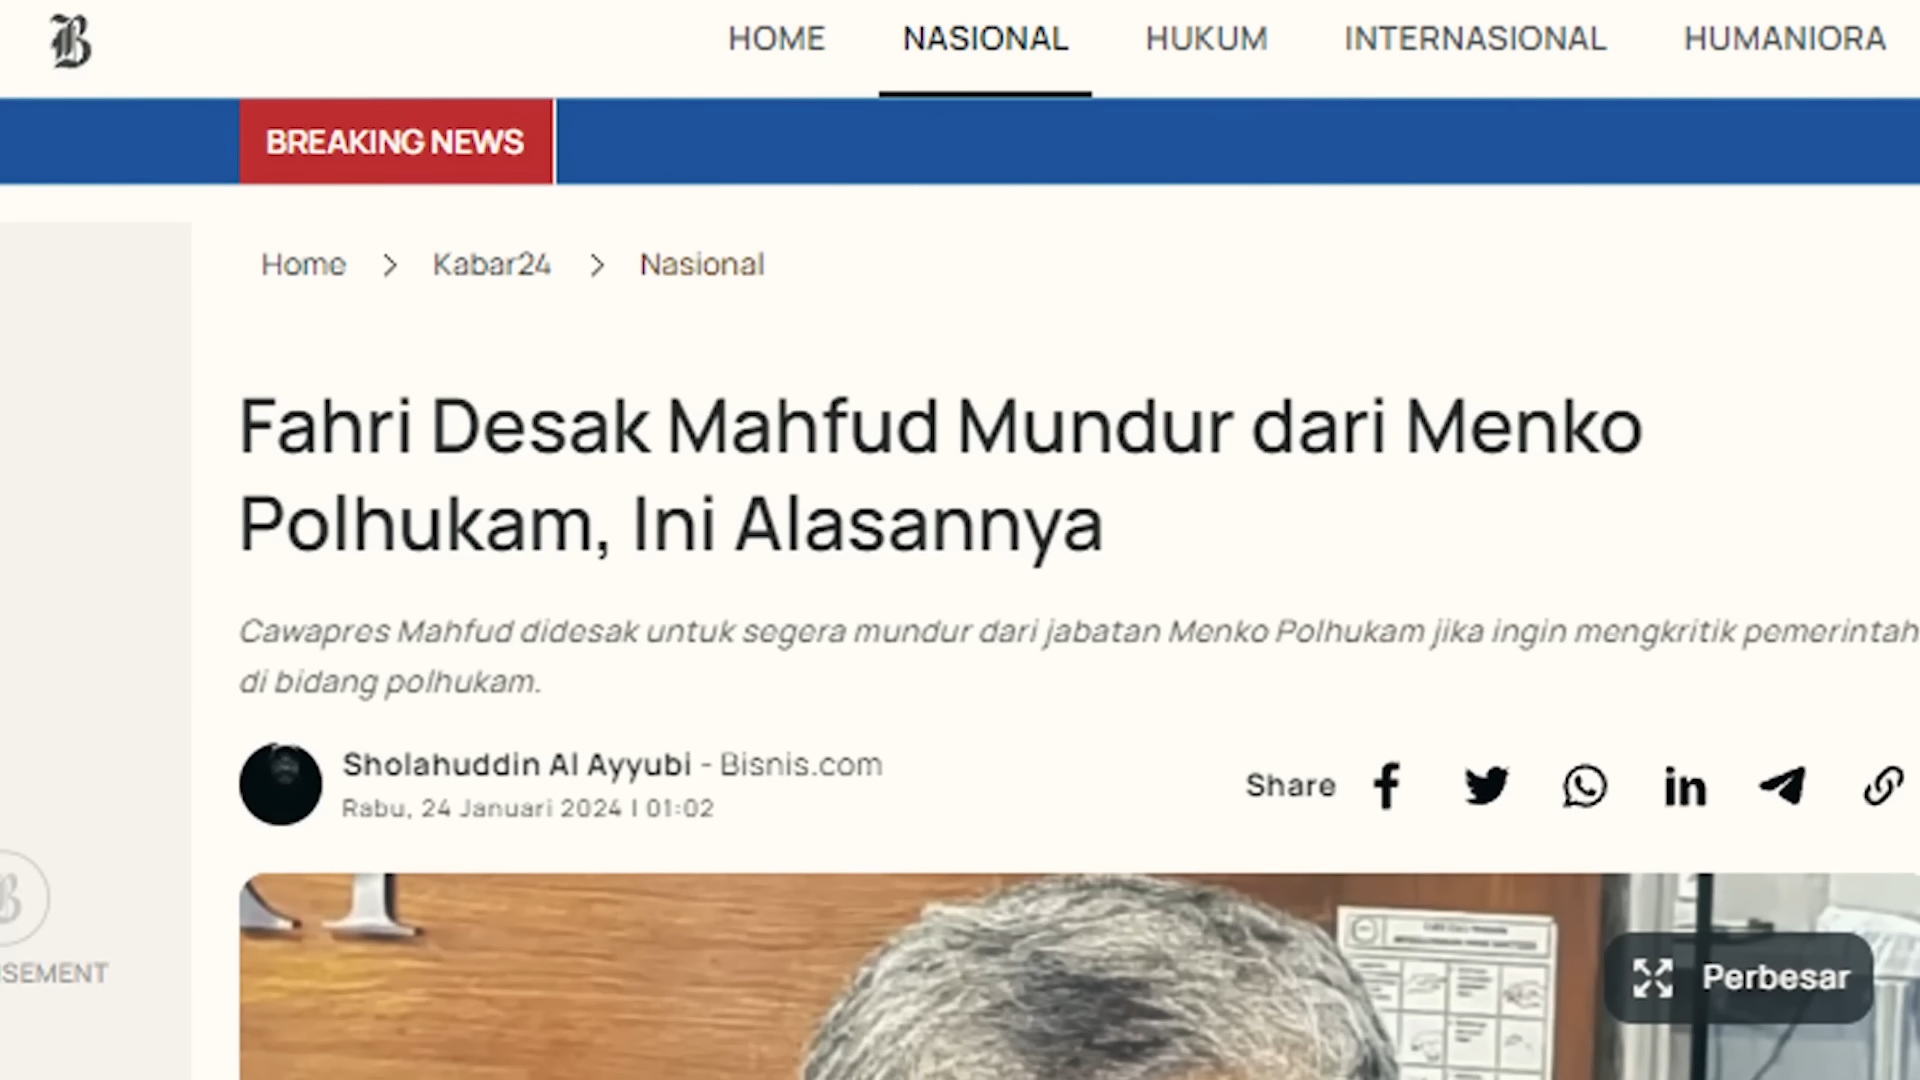 B
HOME NASIONAL HUKUM INTERNASIONAL HUMANIORA
BREAKING NEWS
Home > Kabar24 > Nasional
Fahri Desak Mahfud Mundur dari Menko
Polhukam, Ini Alasannya
Cawapres Mahfud didesak untuk segera mundur dari jabatan Menko Polhukam jika ingin mengkritik pemerintah
di bidang polhukam.
Sholahuddin Al Ayyubi - Bisnis.com
Rabu, 24 Januari 2024 | 01:02
Share
B
ISEMENT
Perbesar